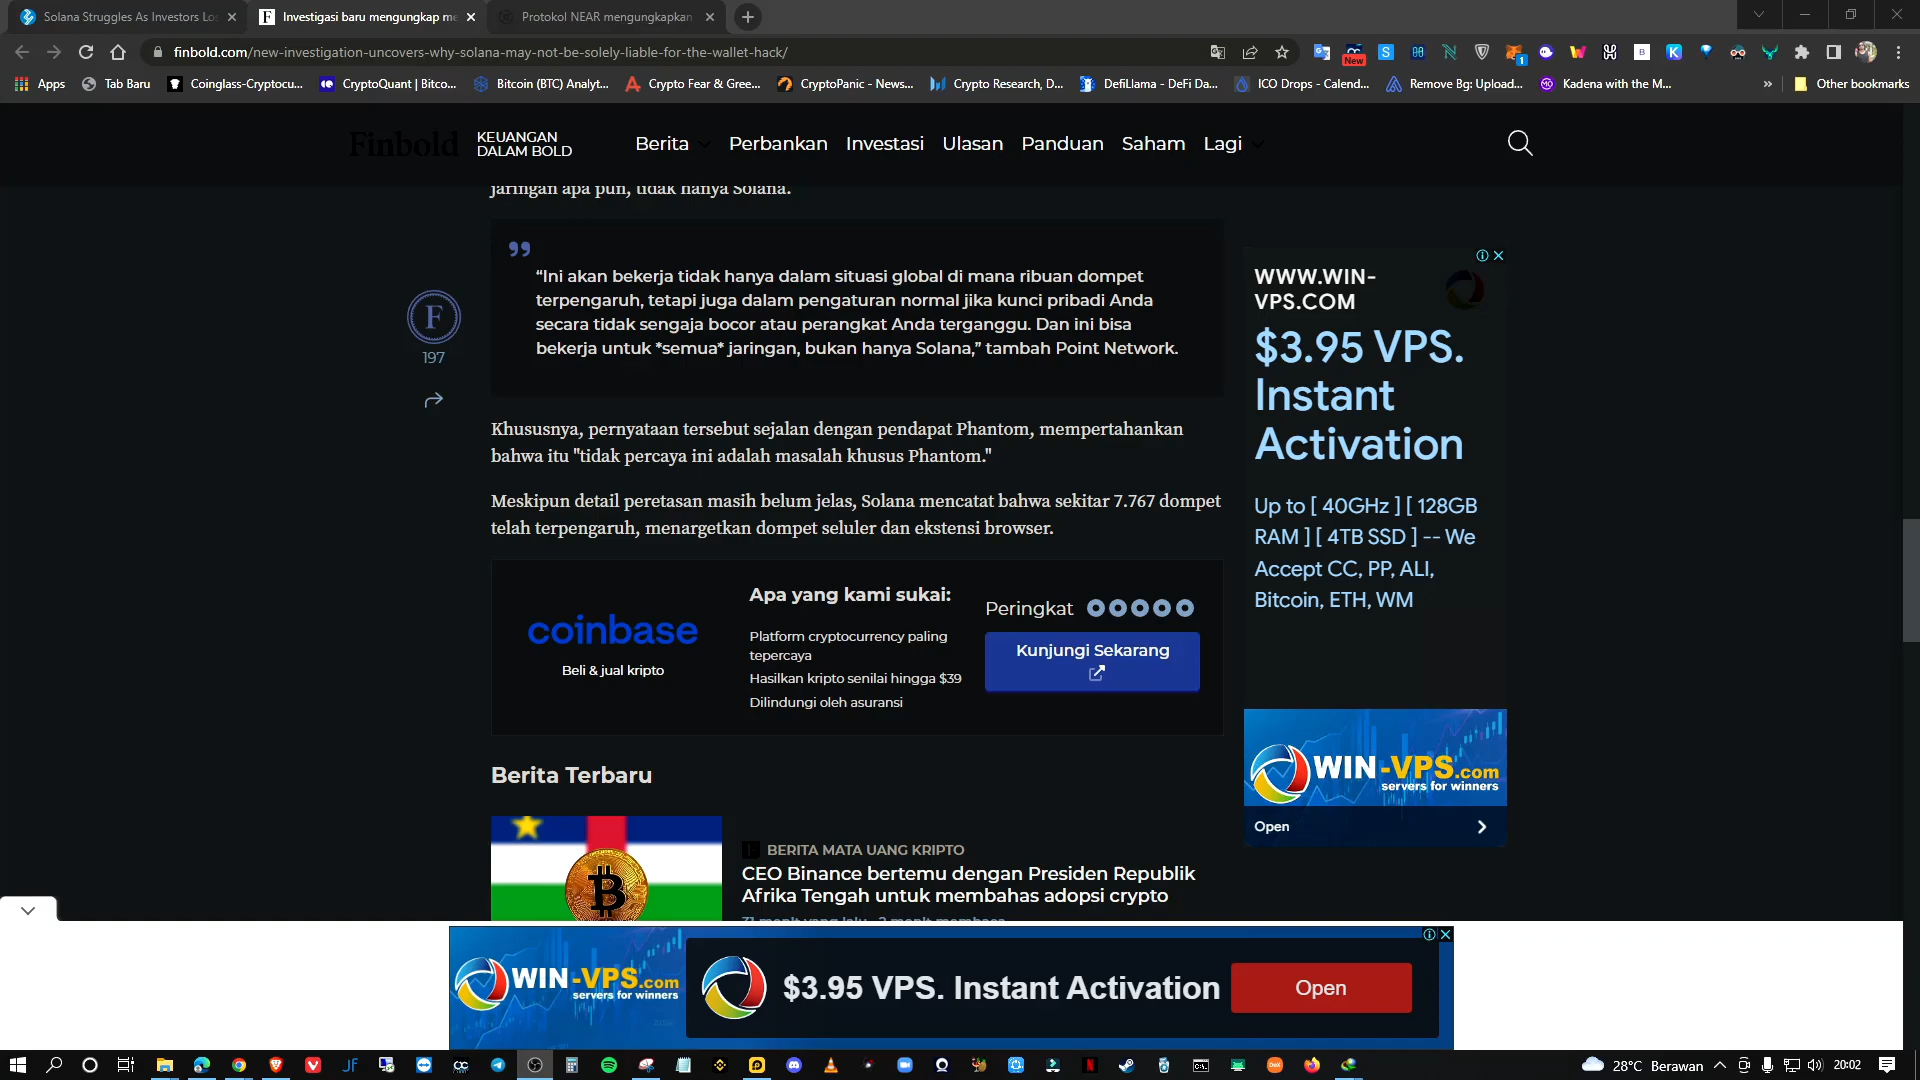 Solana Struggles As Investors Lo
Investigasi baru mengungkap me
Protokol NEAR mengungkapkan
finbold.com/new-investigation-uncovers-why-solana-may-not-be-solely-liable-for-the-wallet-hack/
New
1
Apps
Tab Baru
Coinglass-Cryptocu...
CryptoQuant | Bitco...
Bitcoin (BTC) Analyt...
Crypto Fear & Gree...
CryptoPanic - News...
Crypto Research, D...
DefiLlama - DeFi Da...
ICO Drops - Calend...
Remove Bg: Upload...
Kadena with the M...
»
Other bookmarks
Finbold
KEUANGAN
DALAM BOLD
Berita
Perbankan
Investasi
Ulasan
Panduan
Saham
Lagi
jaringan apa pun, tidak hanya Solana.
“Ini akan bekerja tidak hanya dalam situasi global di mana ribuan dompet
terpengaruh, tetapi juga dalam pengaturan normal jika kunci pribadi Anda
secara tidak sengaja bocor atau perangkat Anda terganggu. Dan ini bisa
bekerja untuk *semua* jaringan, bukan hanya Solana,” tambah Point Network.
F
197
Khususnya, pernyataan tersebut sejalan dengan pendapat Phantom, mempertahankan
bahwa itu "tidak percaya ini adalah masalah khusus Phantom."
Meskipun detail peretasan masih belum jelas, Solana mencatat bahwa sekitar 7.767 dompet
telah terpengaruh, menargetkan dompet seluler dan ekstensi browser.
coinbase
Beli & jual kripto
Apa yang kami sukai:
Platform cryptocurrency paling
tepercaya
Hasilkan kripto senilai hingga $39
Dilindungi oleh asuransi
Peringkat
Kunjungi Sekarang
WWW.WIN-
VPS.COM
$3.95 VPS.
Instant
Activation
Up to [ 40GHz ] [ 128GB
RAM ] [ 4TB SSD ] -- We
Accept CC, PP, ALI,
Bitcoin, ETH, WM
WIN-VPS.com
servers for winners
Open
Berita Terbaru
BERITA MATA UANG KRIPTO
CEO Binance bertemu dengan Presiden Republik
Afrika Tengah untuk membahas adopsi crypto
WIN-VPS.com
servers for winners
$3.95 VPS. Instant Activation
Open
28°C Berawan
20:02